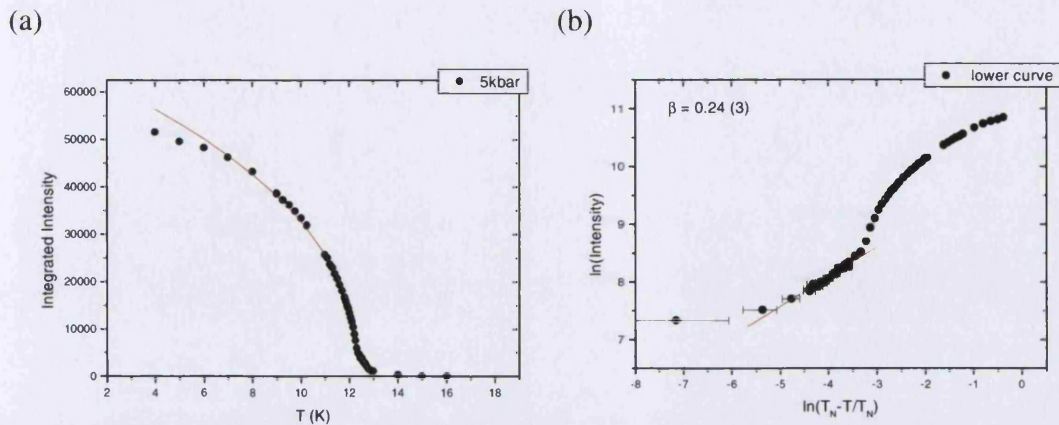 (a)
5kbar
60000
50000
40000
30000
20000
10000
0
Integrated Intensity
2 4 6 8 10 12 14 16 18
T (K)
(b)
lower curve
β = 0.24 (3)
11
10
9
8
7
ln(Intensity)
-8 -7 -6 -5 -4 -3 -2 -1 0
ln(T_N-T/T_N)